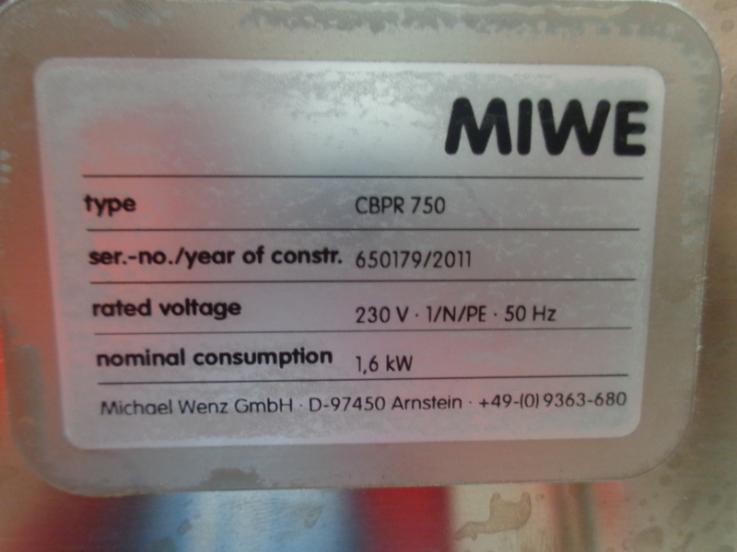 MIWE
type CBPR 750
ser.-no./year of constr. 650179/2011
rated voltage 230 V · 1/N/PE · 50 Hz
nominal consumption 1,6 kW
Michael Wenz GmbH · D-97450 Arnstein · +49-(0)9363-680